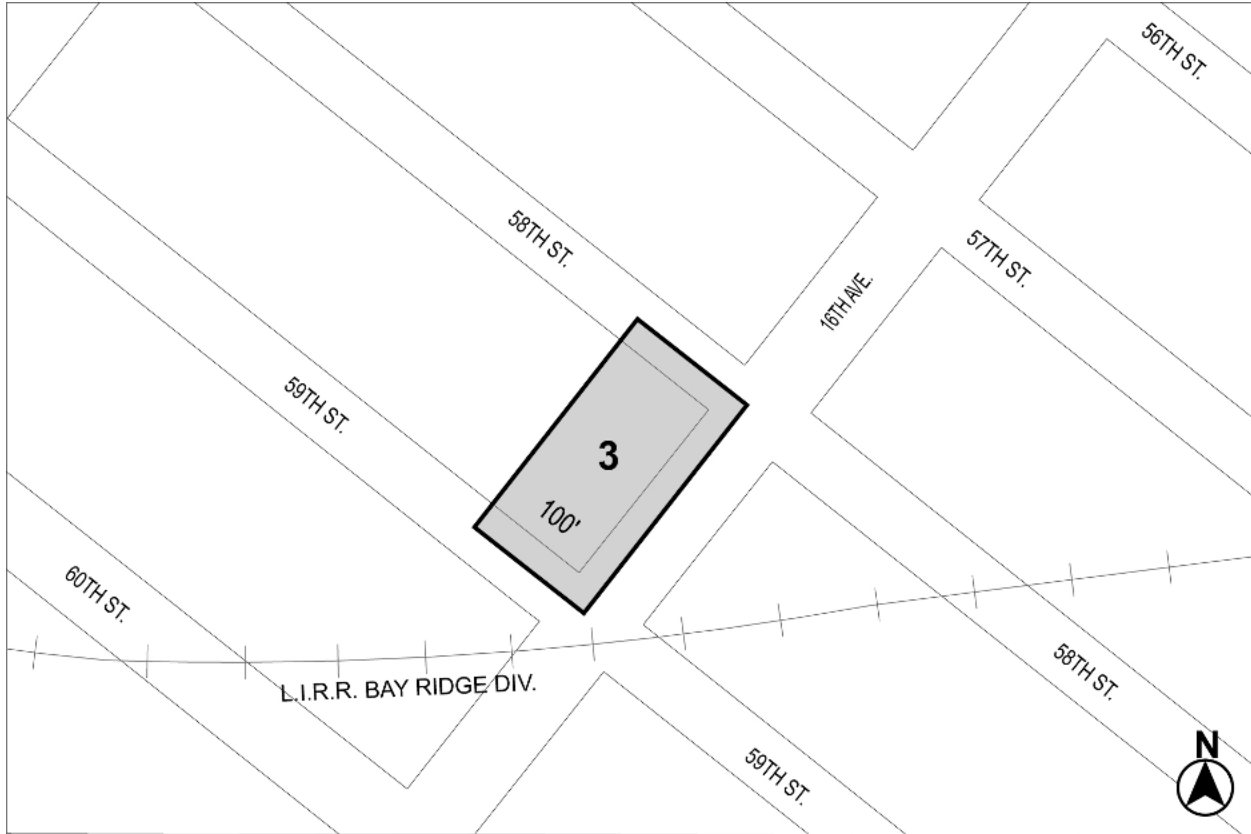 56TH ST.
58TH ST.
57TH ST.
16TH AVE.
59TH ST.
3
100'
60TH ST.
L.I.R.R. BAY RIDGE DIV.
58TH ST.
59TH ST.
N